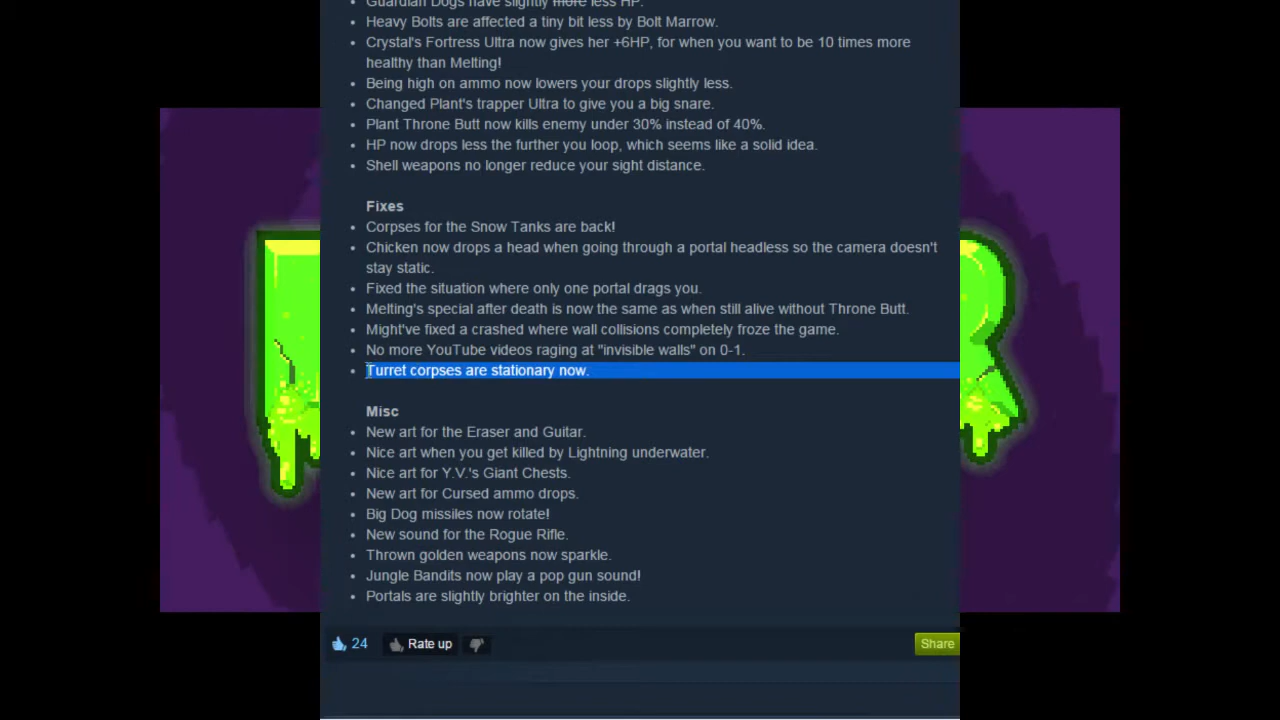 Guardian Dogs have slightly more less HP.
Heavy Bolts are affected a tiny bit less by Bolt Marrow.
Crystal's Fortress Ultra now gives her +6HP, for when you want to be 10 times more
healthy than Melting!
Being high on ammo now lowers your drops slightly less.
Changed Plant's trapper Ultra to give you a big snare.
Plant Throne Butt now kills enemy under 30% instead of 40%.
HP now drops less the further you loop, which seems like a solid idea.
Shell weapons no longer reduce your sight distance.
Fixes
Corpses for the Snow Tanks are back!
Chicken now drops a head when going through a portal headless so the camera doesn't
stay static.
Fixed the situation where only one portal drags you.
Melting's special after death is now the same as when still alive without Throne Butt.
Might've fixed a crashed where wall collisions completely froze the game.
No more YouTube videos raging at "invisible walls" on 0-1.
Turret corpses are stationary now.
Misc
New art for the Eraser and Guitar.
Nice art when you get killed by Lightning underwater.
Nice art for Y.V.'s Giant Chests.
New art for Cursed ammo drops.
Big Dog missiles now rotate!
New sound for the Rogue Rifle.
Thrown golden weapons now sparkle.
Jungle Bandits now play a pop gun sound!
Portals are slightly brighter on the inside.
24 Rate up Share